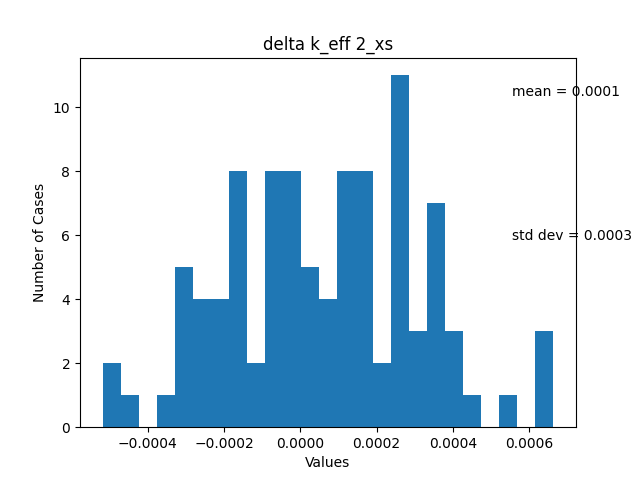 delta k_eff 2_xs
mean = 0.0001
std dev = 0.0003
Number of Cases
10
8
6
4
2
0
−0.0004 −0.0002 0.0000 0.0002 0.0004 0.0006
Values